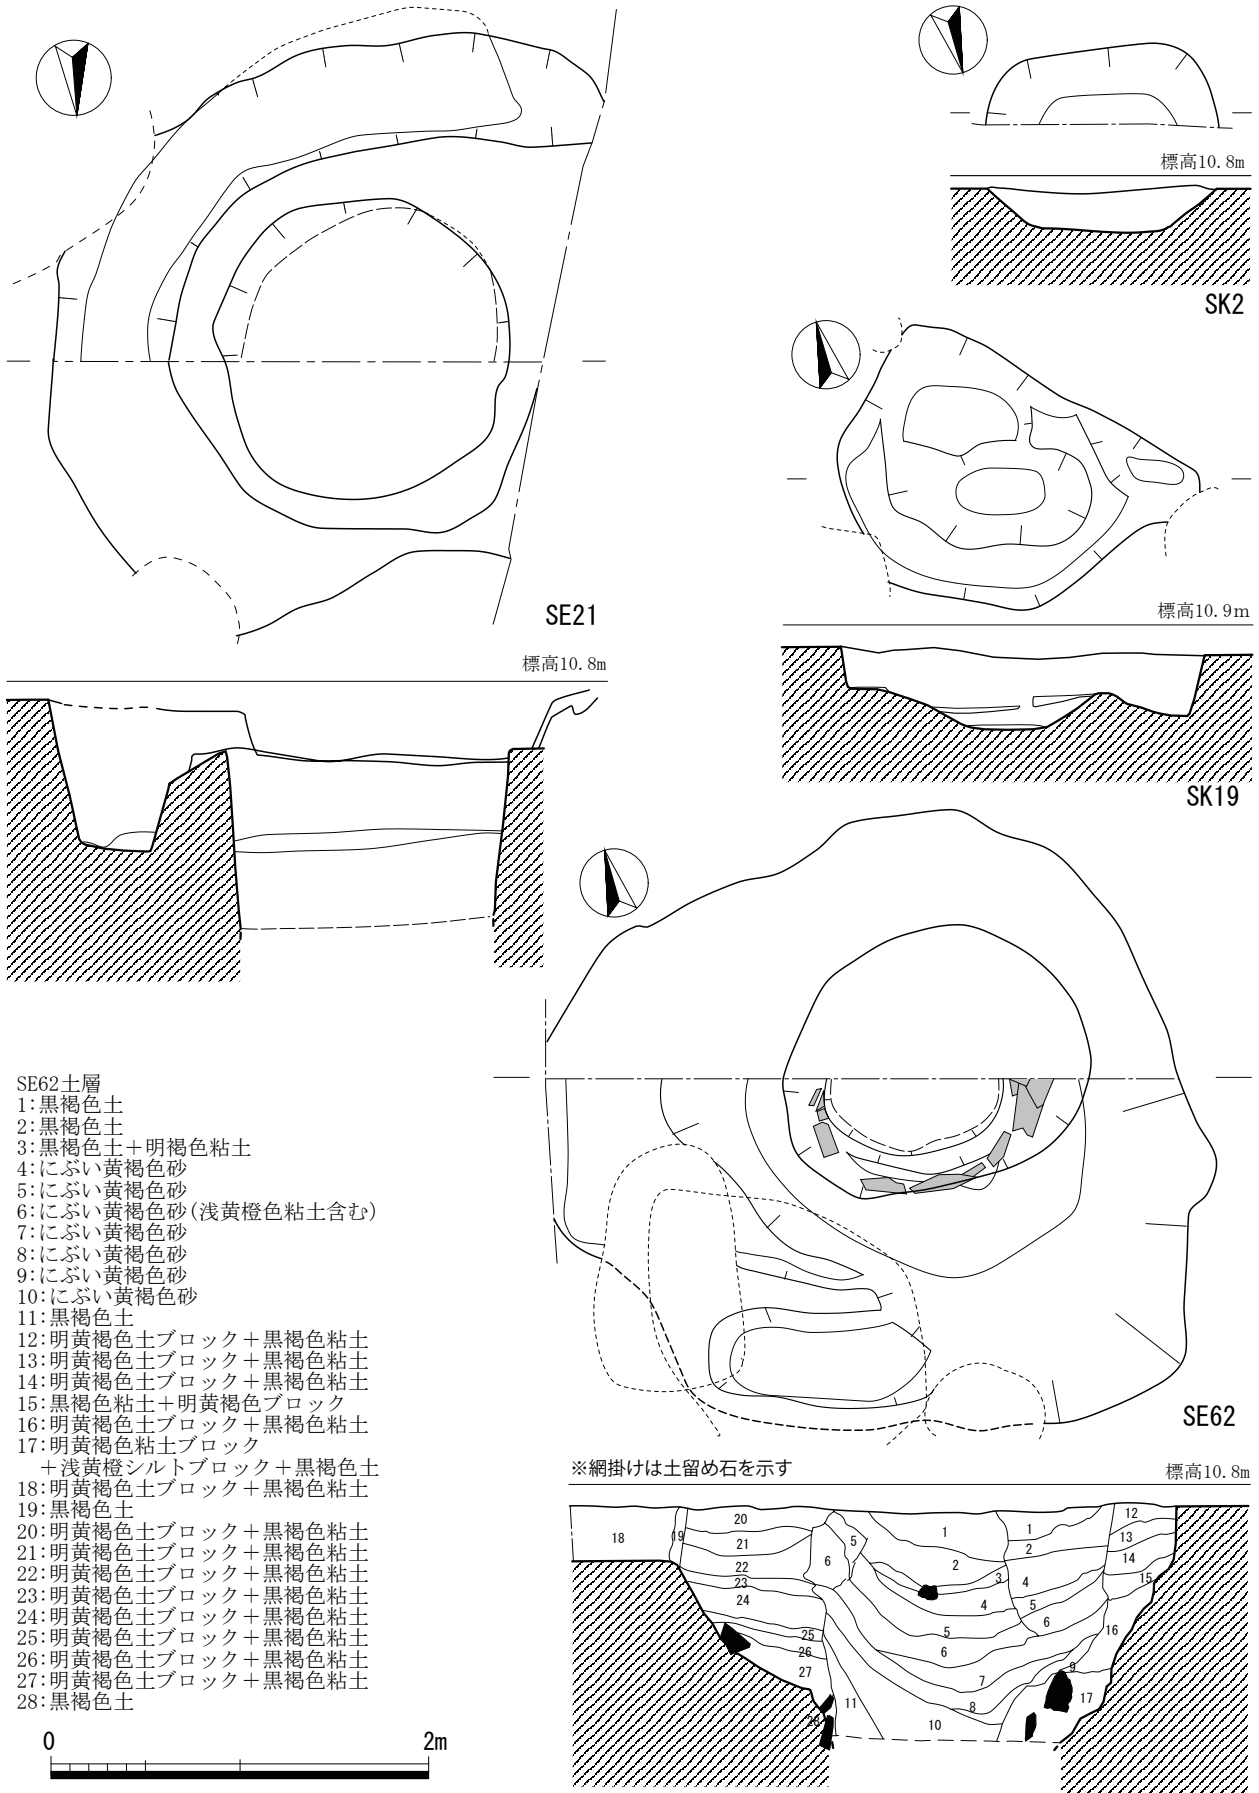 標高10.8m
SK2
標高10.9m
SK19
SE21
標高10.8m
SE62
※網掛けは土留め石を示す
標高10.8m
SE62土層
1:黒褐色土
2:黒褐色土
3:黒褐色土＋明褐色粘土
4:にぶい黄褐色砂
5:にぶい黄褐色砂
6:にぶい黄褐色砂(浅黄橙色粘土含む)
7:にぶい黄褐色砂
8:にぶい黄褐色砂
9:にぶい黄褐色砂
10:にぶい黄褐色砂
11:黒褐色土
12:明黄褐色土ブロック＋黒褐色粘土
13:明黄褐色土ブロック＋黒褐色粘土
14:明黄褐色土ブロック＋黒褐色粘土
15:黒褐色粘土＋明黄褐色ブロック
16:明黄褐色土ブロック＋黒褐色粘土
17:明黄褐色粘土ブロック
＋浅黄橙シルトブロック＋黒褐色土
18:明黄褐色土ブロック＋黒褐色粘土
19:黒褐色土
20:明黄褐色土ブロック＋黒褐色粘土
21:明黄褐色土ブロック＋黒褐色粘土
22:明黄褐色土ブロック＋黒褐色粘土
23:明黄褐色土ブロック＋黒褐色粘土
24:明黄褐色土ブロック＋黒褐色粘土
25:明黄褐色土ブロック＋黒褐色粘土
26:明黄褐色土ブロック＋黒褐色粘土
27:明黄褐色土ブロック＋黒褐色粘土
28:黒褐色土
0 2m
18 19 20 5 1 1 12
21 6 2 2 13
22 3 4 14
23 15
24 4 5
25 5 6 16
26 6
27 7 9
11 8 17
28 10